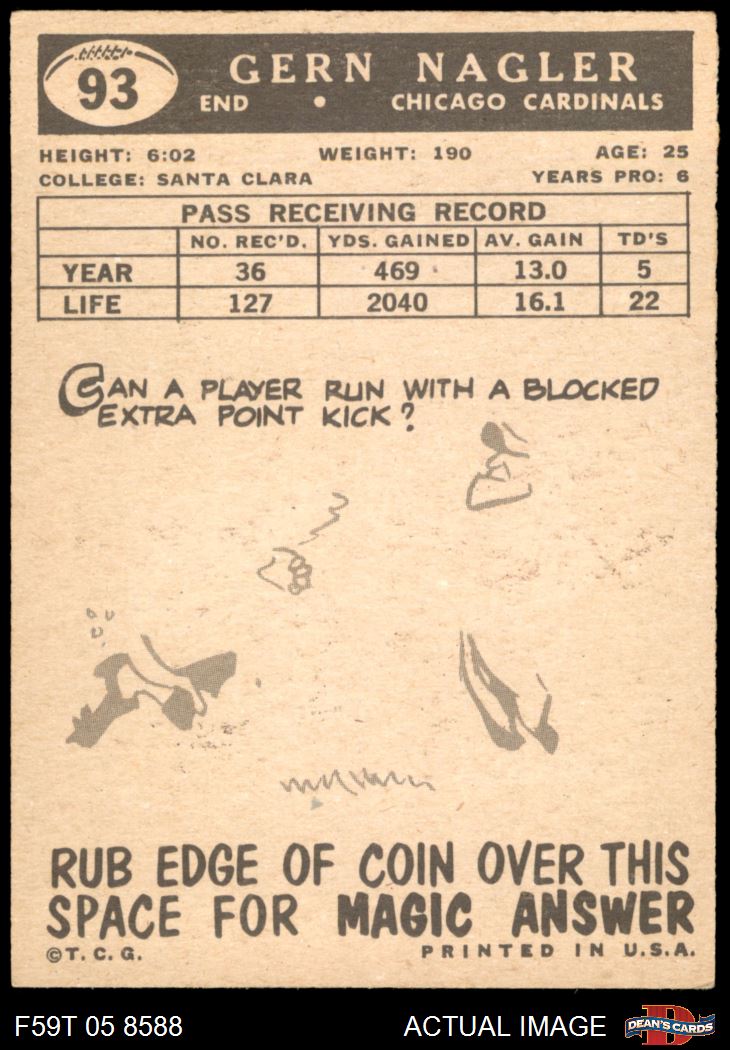 93
GERN NAGLER
END • CHICAGO CARDINALS
HEIGHT: 6:02 WEIGHT: 190 AGE: 25
COLLEGE: SANTA CLARA YEARS PRO: 6
PASS RECEIVING RECORD
NO. REC'D. YDS. GAINED AV. GAIN TD'S
YEAR 36 469 13.0 5
LIFE 127 2040 16.1 22
CAN A PLAYER RUN WITH A BLOCKED
EXTRA POINT KICK?
RUB EDGE OF COIN OVER THIS
SPACE FOR MAGIC ANSWER
©T. C. G. PRINTED IN U.S.A.
F59T 05 8588 ACTUAL IMAGE D DEAN'S CARDS